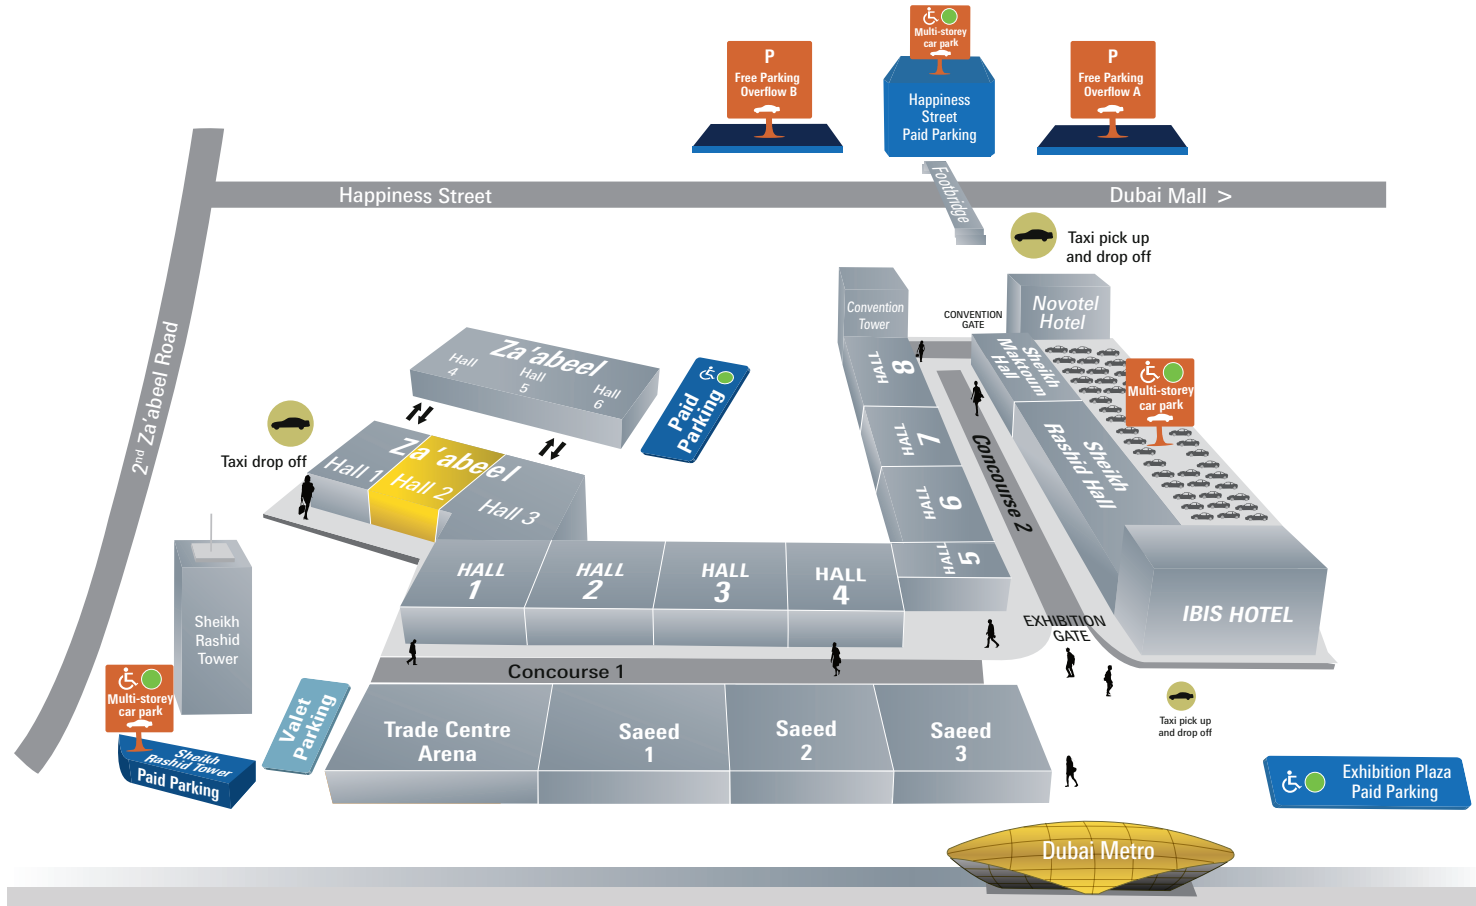 Multi-storey
car park
P
Free Parking
Overflow B
Happiness
Street
Paid Parking
P
Free Parking
Overflow A
Happiness Street
Footbridge
Dubai Mall >
Taxi pick up
and drop off
2nd Za'abeel Road
Convention
Tower
CONVENTION
GATE
Novotel
Hotel
Za'abeel
Hall
4
Hall
5
Hall
6
Paid
Parking
HALL
8
Sheikh
Maktoum
Hall
Multi-storey
car park
Taxi drop off
Za'abeel
Hall 1
Hall 2
Hall 3
HALL
7
Concourse 2
Sheikh
Rashid Hall
HALL
6
HALL
5
HALL
1
HALL
2
HALL
3
HALL
4
IBIS HOTEL
EXHIBITION
GATE
Sheikh
Rashid
Tower
Concourse 1
Multi-storey
car park
Sheikh
Rashid Tower
Paid Parking
Valet
Parking
Trade Centre
Arena
Saeed
1
Saeed
2
Saeed
3
Taxi pick up
and drop off
Exhibition Plaza
Paid Parking
Dubai Metro